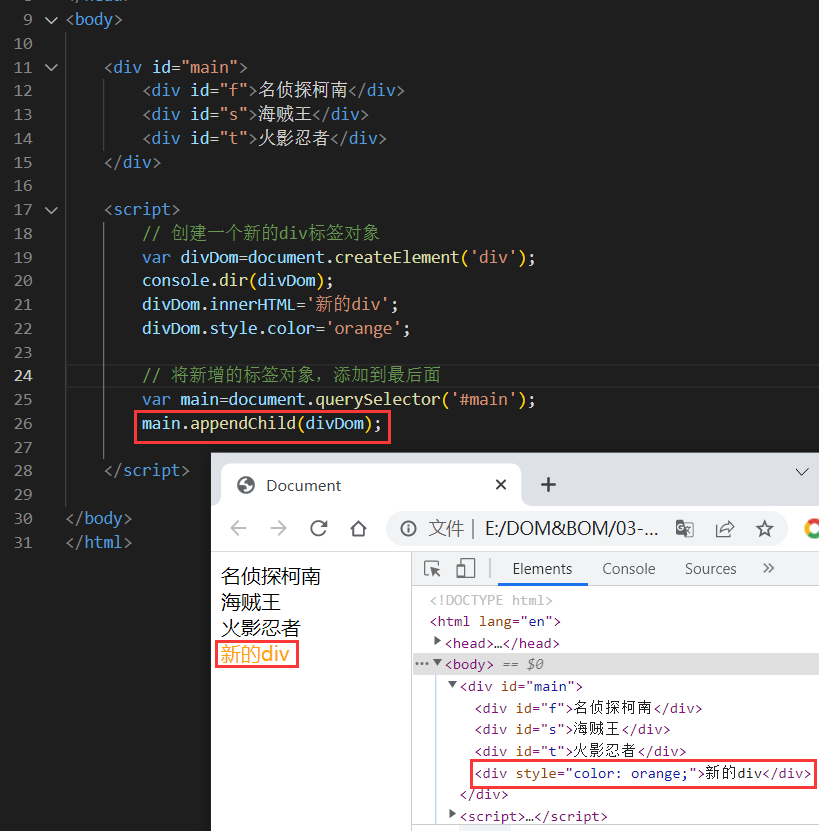 9 <body>
10
11 <div id="main">
12 <div id="f">名侦探柯南</div>
13 <div id="s">海贼王</div>
14 <div id="t">火影忍者</div>
15 </div>
16
17 <script>
18 // 创建一个新的div标签对象
19 var divDom=document.createElement('div');
20 console.dir(divDom);
21 divDom.innerHTML='新的div';
22 divDom.style.color='orange';
23
24 // 将新增的标签对象，添加到最后面
25 var main=document.querySelector('#main');
26 main.appendChild(divDom);
27
28 </script>
29
30 </body>
31 </html>
Document
文件 | E:/DOM&BOM/03-...
名侦探柯南
海贼王
火影忍者
新的div
Elements Console Sources »
<!DOCTYPE html>
<html lang="en">
<head>…</head>
<body> == $0
<div id="main">
<div id="f">名侦探柯南</div>
<div id="s">海贼王</div>
<div id="t">火影忍者</div>
<div style="color: orange;">新的div</div>
</div>
<script>…</script>